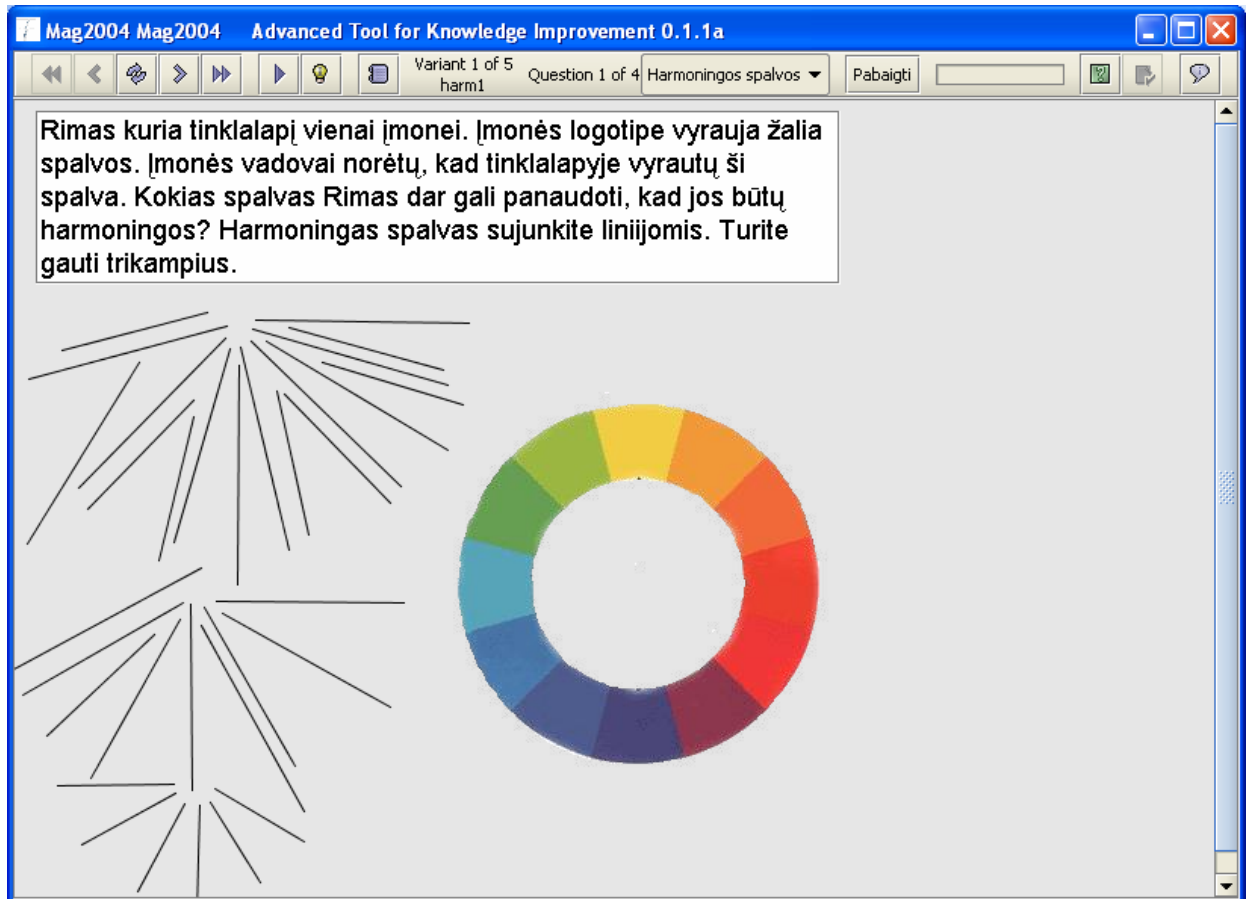 Mag2004 Mag2004 Advanced Tool for Knowledge Improvement 0.1.1a
Variant 1 of 5
harm1
Question 1 of 4
Harmoningos spalvos
Pabaigti
Rimas kuria tinklalapį vienai įmonei. Įmonės logotipe vyrauja žalia
spalvos. Įmonės vadovai norėtų, kad tinklalapyje vyrautų ši
spalva. Kokias spalvas Rimas dar gali panaudoti, kad jos būtų
harmoningos? Harmoningas spalvas sujunkite liniijomis. Turite
gauti trikampius.